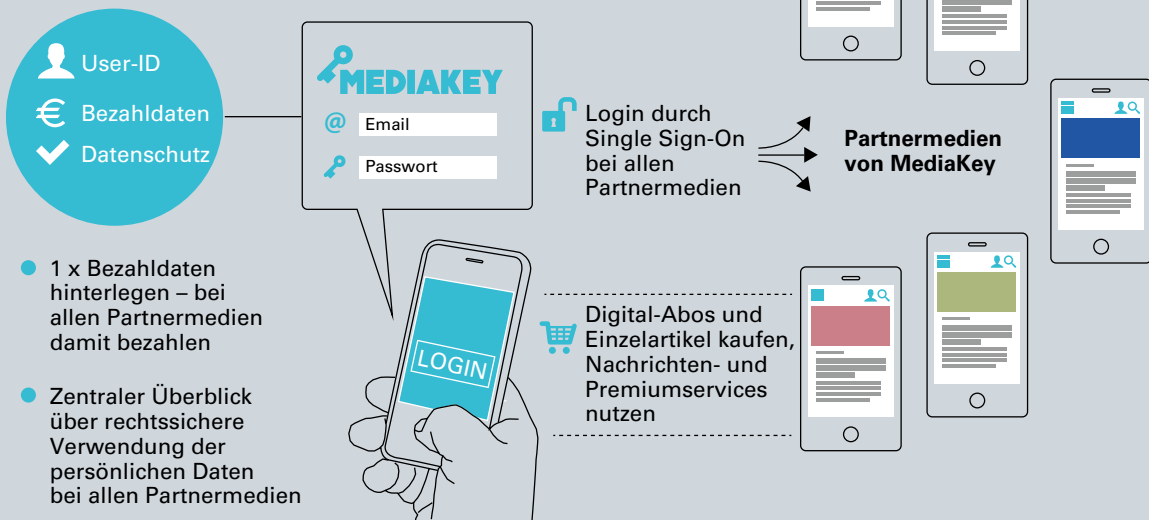 User-ID
Bezahldaten
Datenschutz
MEDIAKEY
@ Email
Passwort
Login durch
Single Sign-On
bei allen
Partnermedien
Partnermedien
von MediaKey
1 x Bezahldaten
hinterlegen – bei
allen Partnermedien
damit bezahlen
Zentraler Überblick
über rechtssichere
Verwendung der
persönlichen Daten
bei allen Partnermedien
LOGIN
Digital-Abos und
Einzelartikel kaufen,
Nachrichten- und
Premiumservices
nutzen